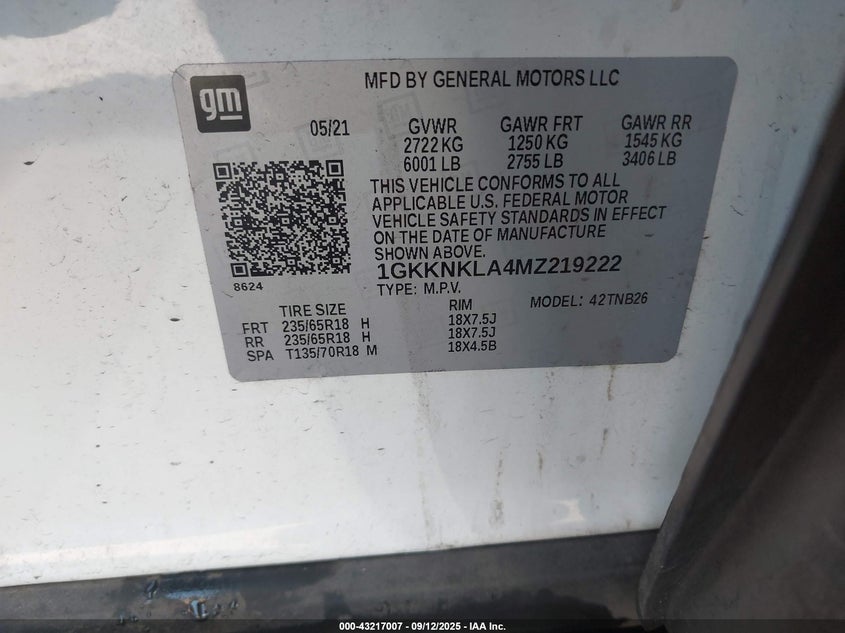 gm
MFD BY GENERAL MOTORS LLC
05/21 GVWR GAWR FRT GAWR RR
2722 KG 1250 KG 1545 KG
6001 LB 2755 LB 3406 LB
THIS VEHICLE CONFORMS TO ALL
APPLICABLE U.S. FEDERAL MOTOR
VEHICLE SAFETY STANDARDS IN EFFECT
ON THE DATE OF MANUFACTURE
SHOWN ABOVE.
1GKKNKLA4MZ219222
8624
TYPE: M.P.V.
TIRE SIZE RIM MODEL: 42TNB26
FRT 235/65R18 H 18X7.5J
RR 235/65R18 H 18X7.5J
SPA T135/70R18 M 18X4.5B
000-43217007 - 09/12/2025 - IAA Inc.